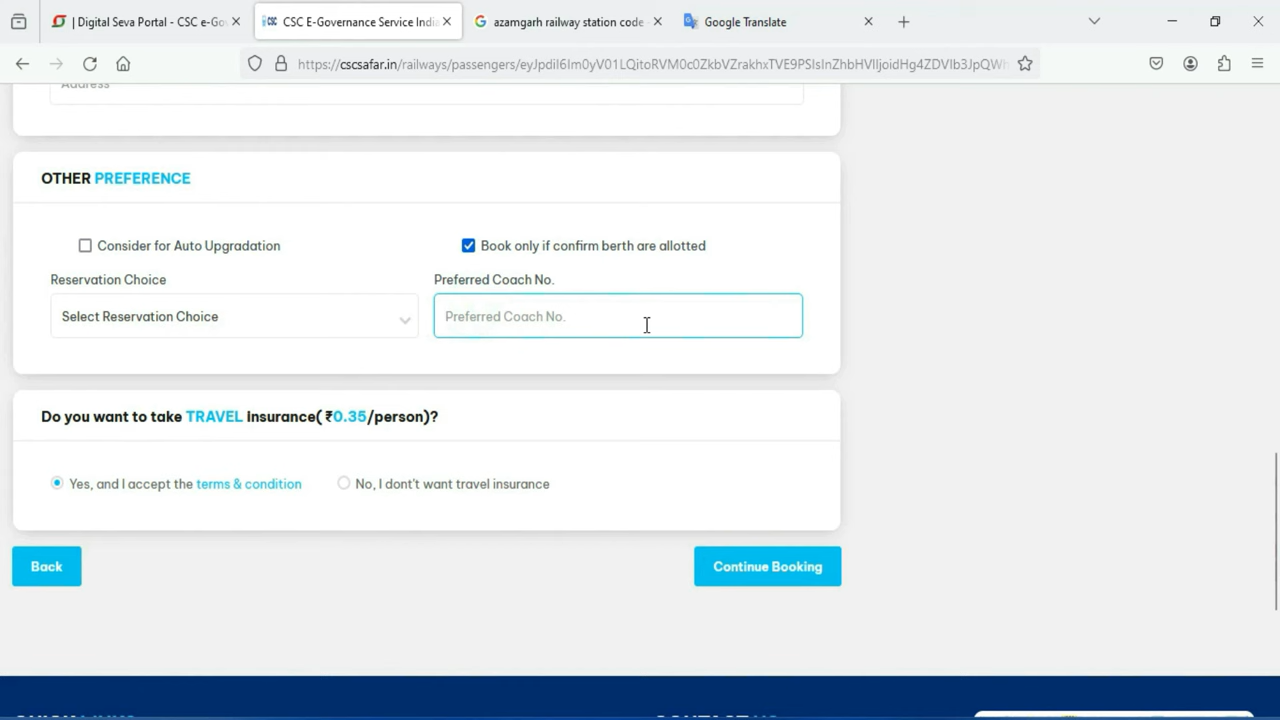 | Digital Seva Portal - CSC e-Go
CSC E-Governance Service India
azamgarh railway station code
Google Translate
https://cscsafar.in/railways/passengers/
Address
OTHER PREFERENCE
Consider for Auto Upgradation
Book only if confirm berth are allotted
Reservation Choice
Preferred Coach No.
Select Reservation Choice
Preferred Coach No.
Do you want to take TRAVEL insurance( ₹0.35/person)?
Yes, and I accept the terms & condition
No, I don't want travel insurance
Back
Continue Booking